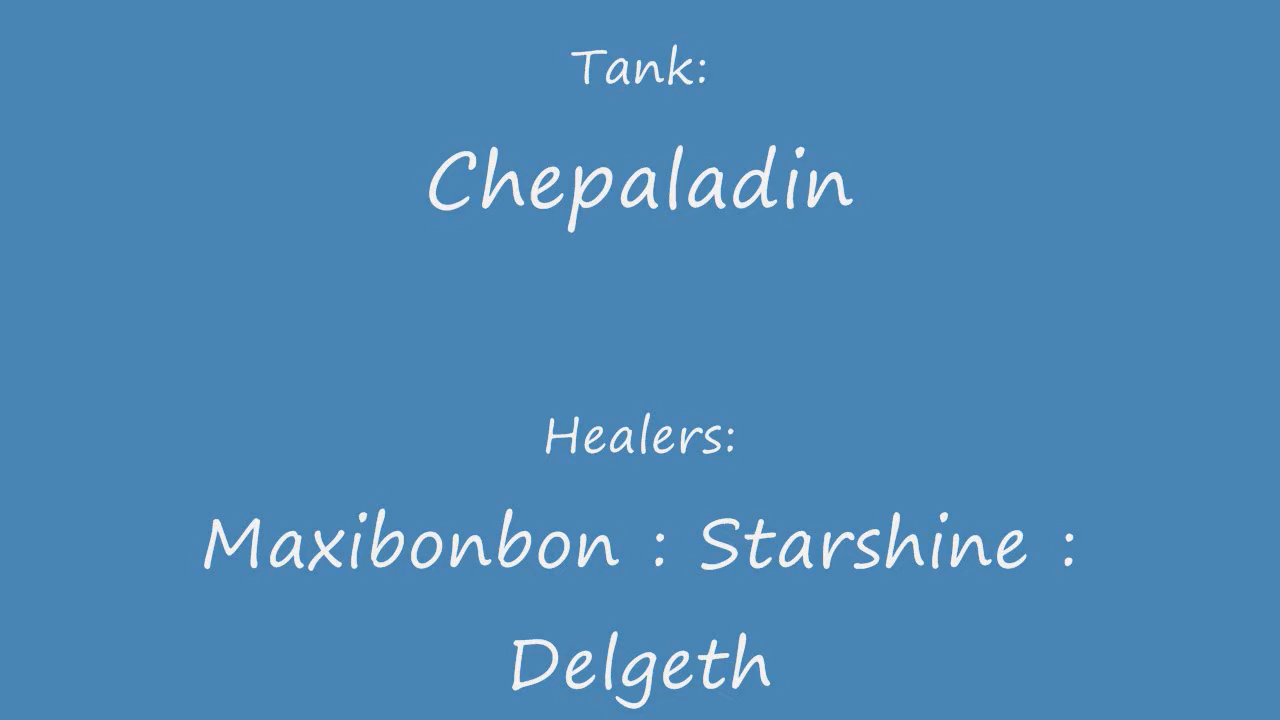 Tank:
Chepaladin
Healers:
Maxibonbon : Starshine :
Delgeth